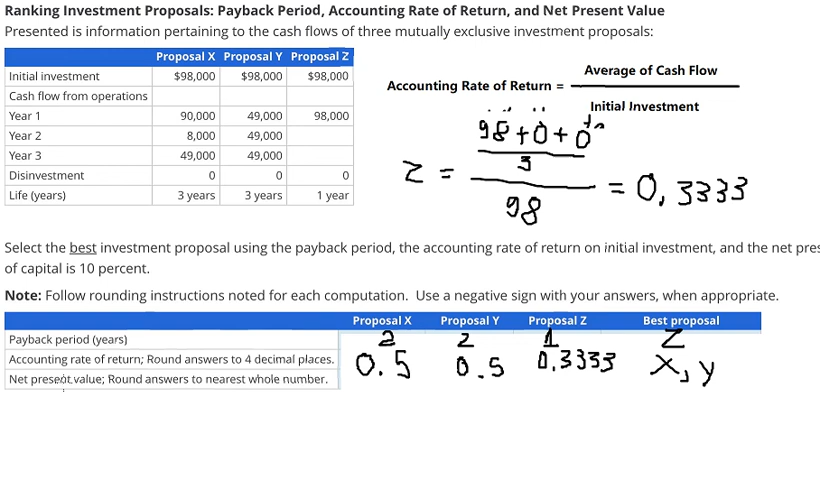 Ranking Investment Proposals: Payback Period, Accounting Rate of Return, and Net Present Value
Presented is information pertaining to the cash flows of three mutually exclusive investment proposals:
Proposal X Proposal Y Proposal Z
Initial investment $98,000 $98,000 $98,000
Cash flow from operations
Year 1 90,000 49,000 98,000
Year 2 8,000 49,000
Year 3 49,000 49,000
Disinvestment 0 0 0
Life (years) 3 years 3 years 1 year
Accounting Rate of Return = Average of Cash Flow
Initial Investment
98+0+0
3
Z = = 0,3333
98
Select the best investment proposal using the payback period, the accounting rate of return on initial investment, and the net pres
of capital is 10 percent.
Note: Follow rounding instructions noted for each computation. Use a negative sign with your answers, when appropriate.
Proposal X Proposal Y Proposal Z Best proposal
Payback period (years) 2 2 1 Z
Accounting rate of return; Round answers to 4 decimal places. 0.5 0.5 0.3333 X, y
Net present value; Round answers to nearest whole number.